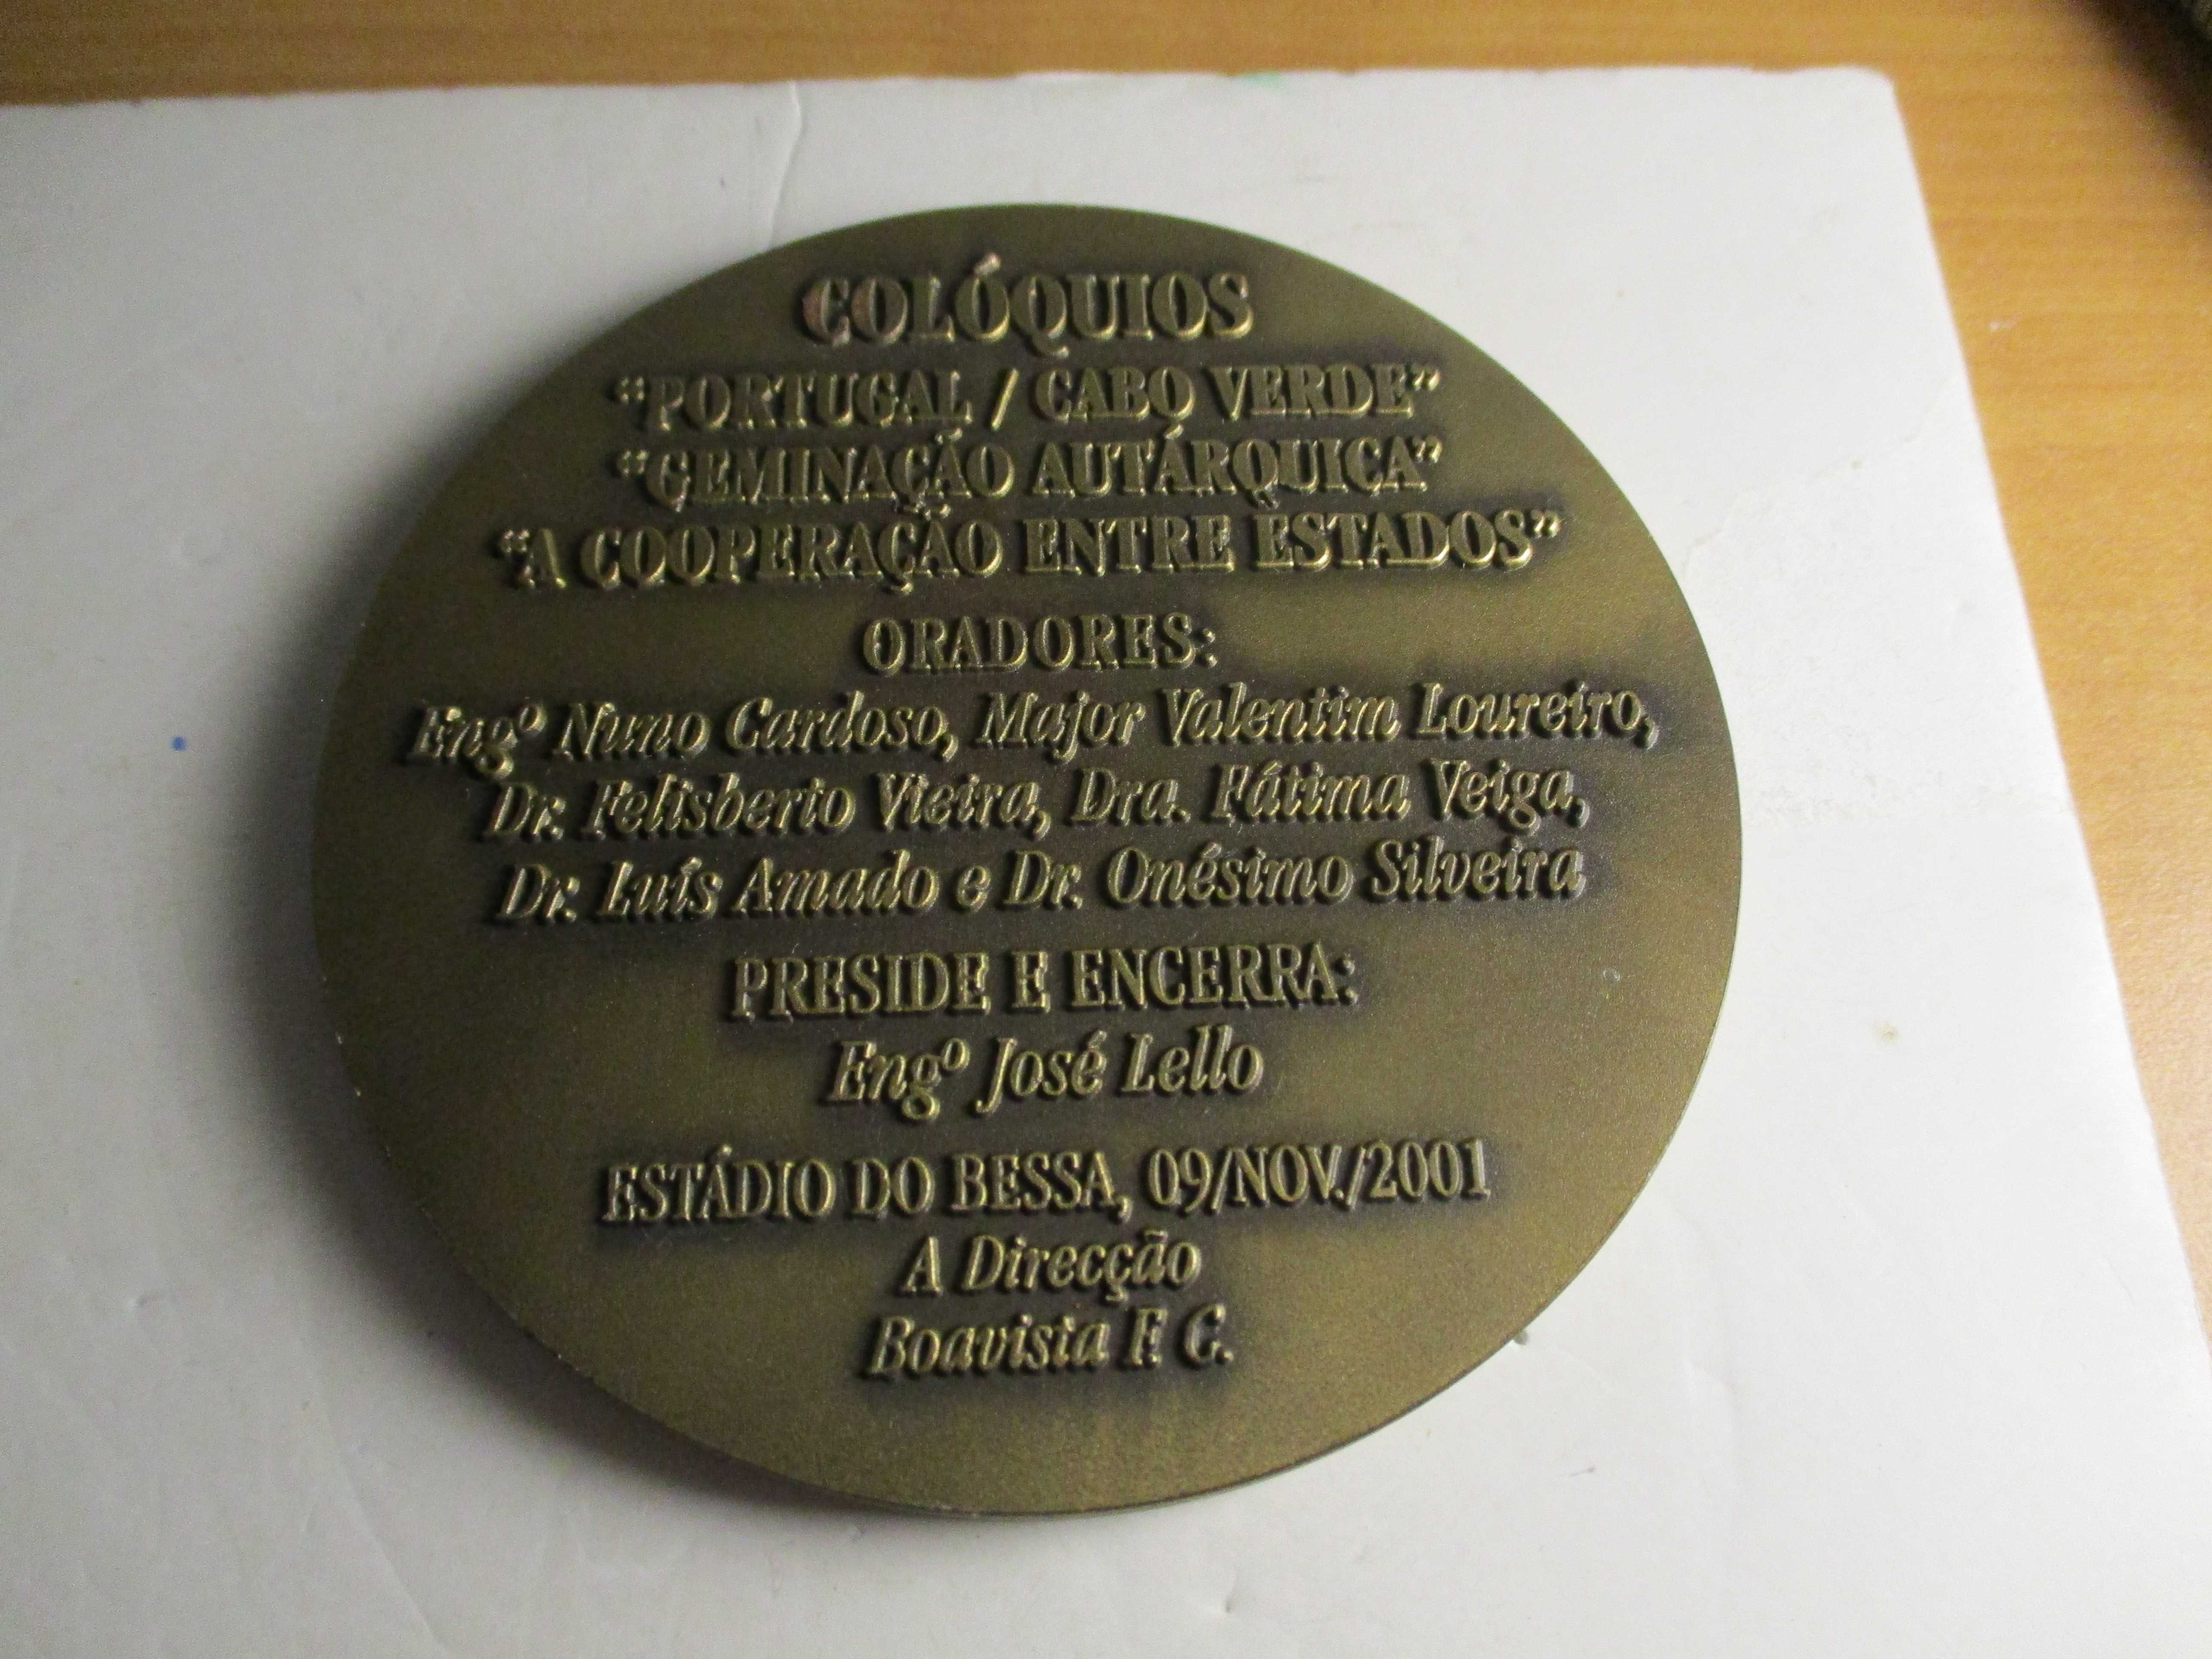 COLÓQUIOS
“PORTUGAL / CABO VERDE”
“GEMINAÇÃO AUTÁRQUICA”
“A COOPERAÇÃO ENTRE ESTADOS”
ORADORES:
Engº Nuno Cardoso, Major Valentim Loureiro,
Dr. Felisberto Vieira, Dra. Fátima Veiga,
Dr. Luís Amado e Dr. Onésimo Silveira
PRESIDE E ENCERRA:
Engº José Lello
ESTÁDIO DO BESSA, 09/NOV./2001
A Direcção
Boavista F. C.